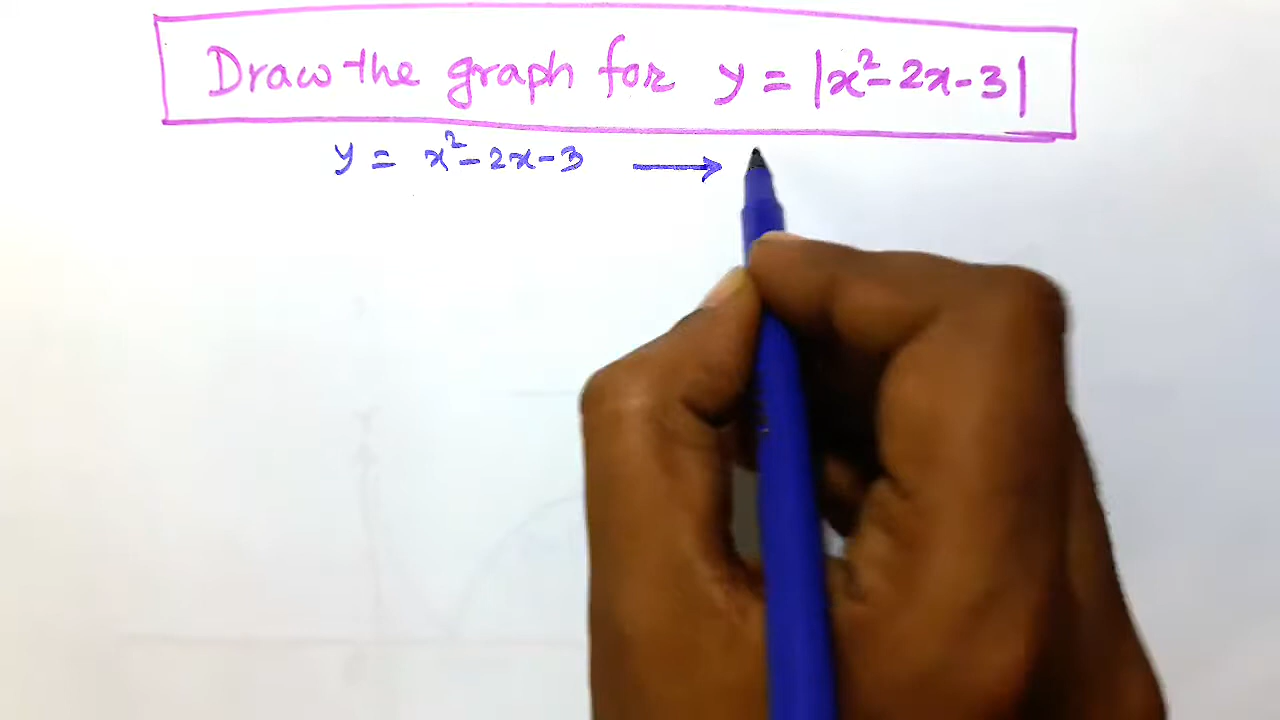 Draw the graph for y = |x²-2x-3|
y = x²-2x-3 ⟶